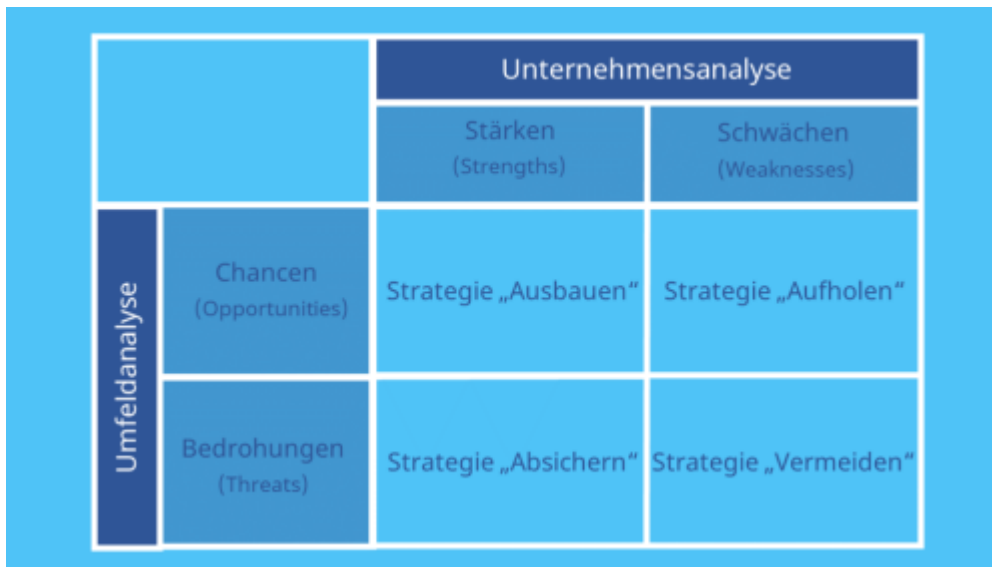 Unternehmensanalyse
Stärken
(Strengths)
Schwächen
(Weaknesses)
Umfeldanalyse
Chancen
(Opportunities)
Strategie „Ausbauen“
Strategie „Aufholen“
Bedrohungen
(Threats)
Strategie „Absichern“
Strategie „Vermeiden“